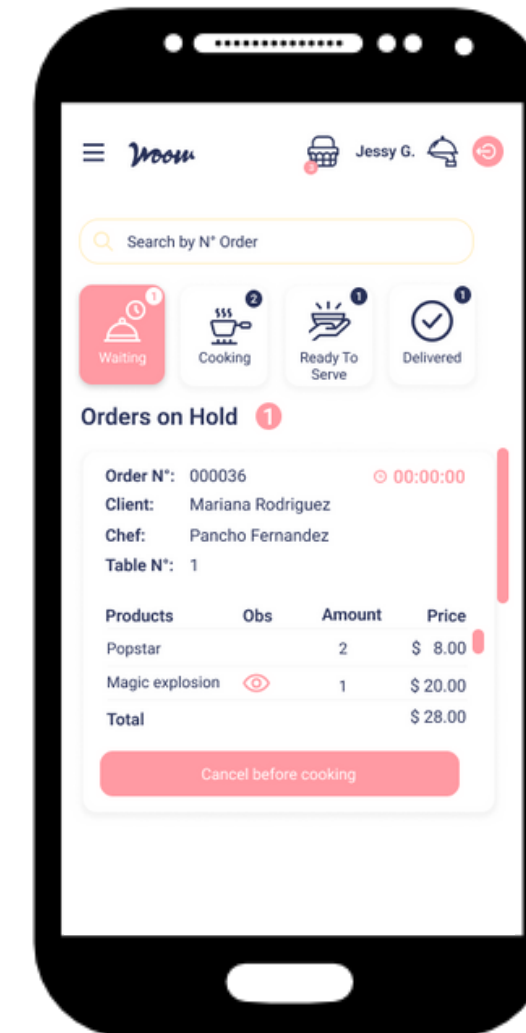 Woow
Jessy G.
Search by N° Order
1
2
1
1
Waiting
Cooking
Ready To
Serve
Delivered
Orders on Hold 1
Order N°: 000036 00:00:00
Client: Mariana Rodriguez
Chef: Pancho Fernandez
Table N°: 1
Products Obs Amount Price
Popstar 2 $ 8.00
Magic explosion 1 $ 20.00
Total $ 28.00
Cancel before cooking